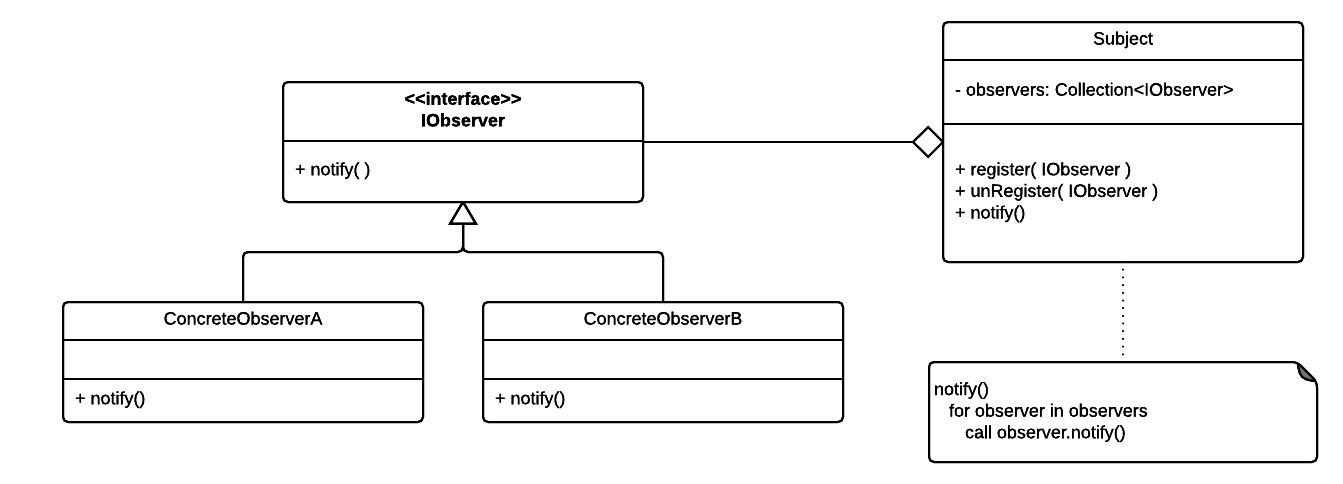 <<interface>>
IObserver
+ notify( )
Subject
- observers: Collection<IObserver>
+ register( IObserver )
+ unRegister( IObserver )
+ notify()
ConcreteObserverA
+ notify()
ConcreteObserverB
+ notify()
notify()
for observer in observers
call observer.notify()